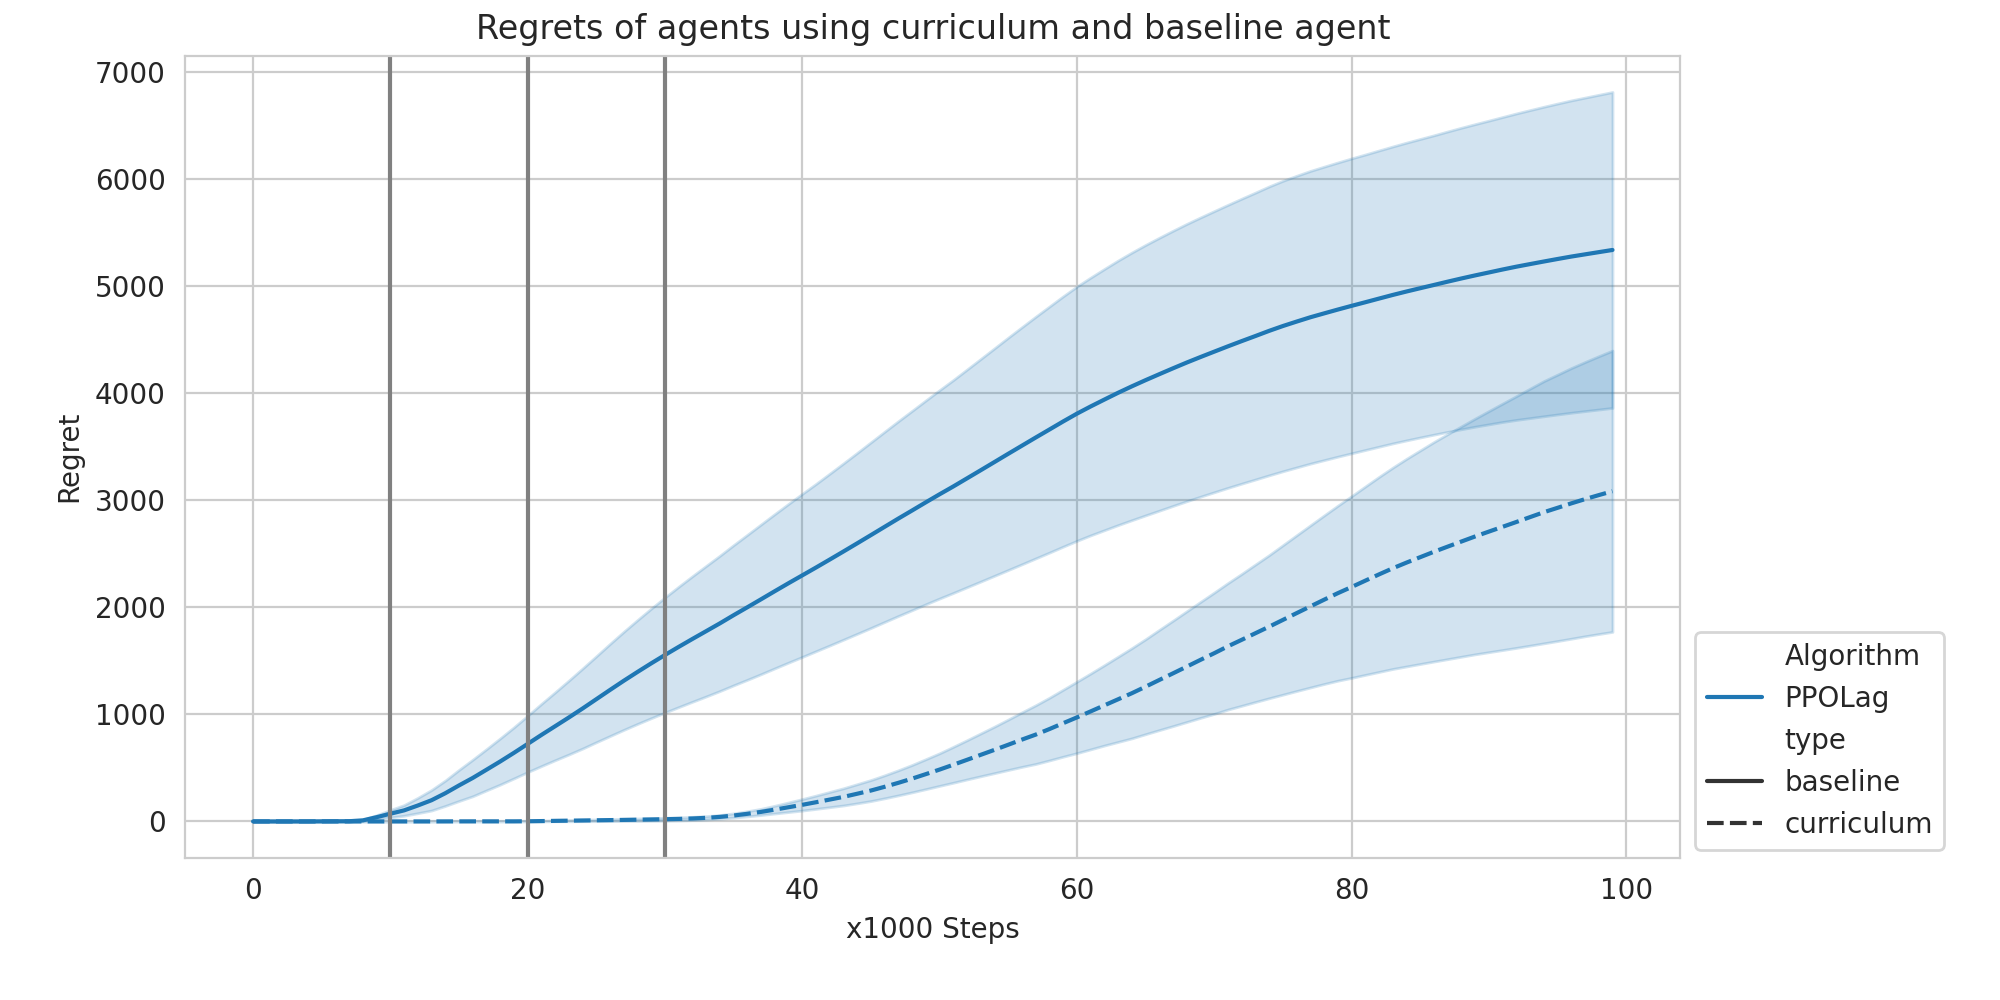 Regrets of agents using curriculum and baseline agent
7000
6000
5000
4000
3000
2000
1000
0
Regret
0 20 40 60 80 100
x1000 Steps
Algorithm
PPOLag
type
baseline
curriculum